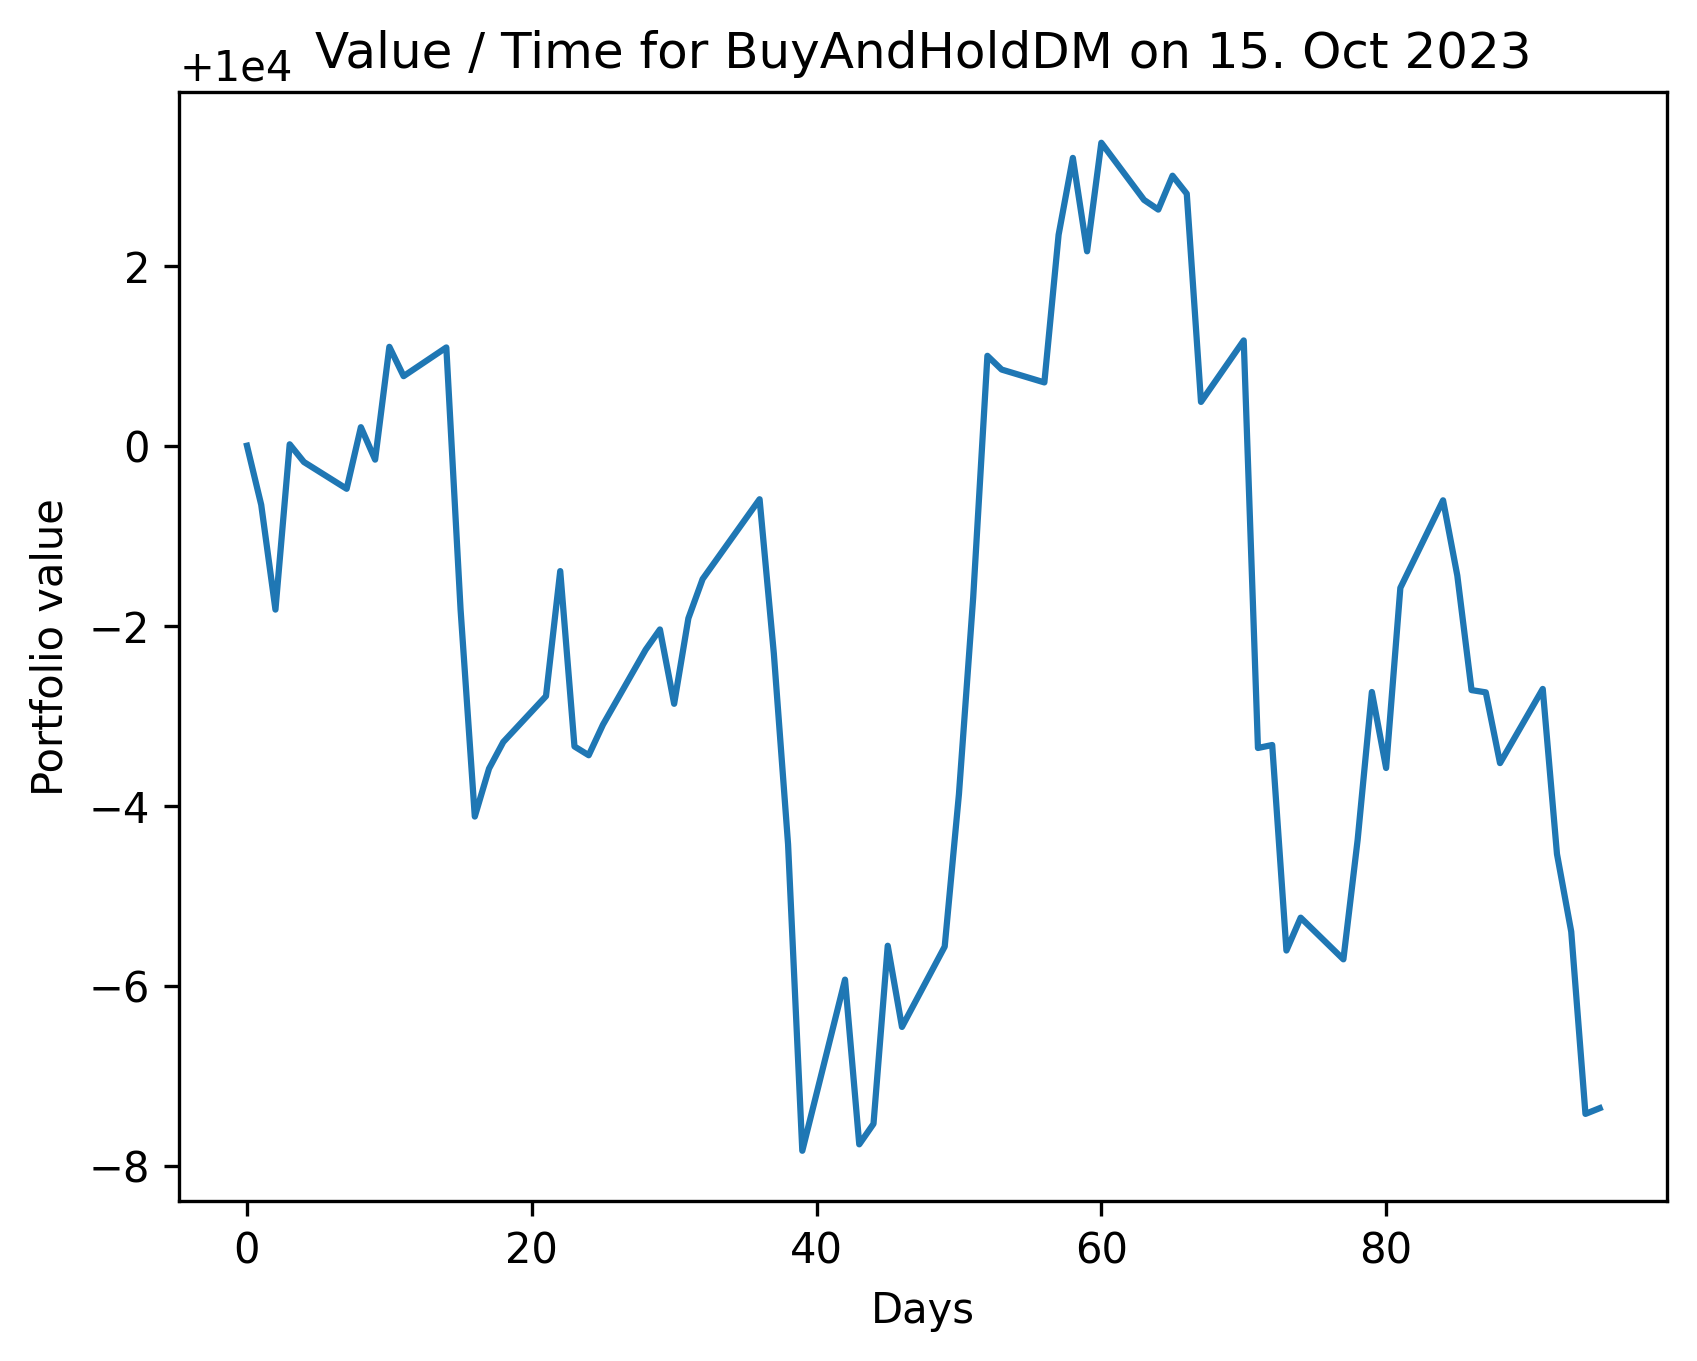 Value / Time for BuyAndHoldDM on 15. Oct 2023
+1e4
Portfolio value
2
0
−2
−4
−6
−8
0 20 40 60 80
Days